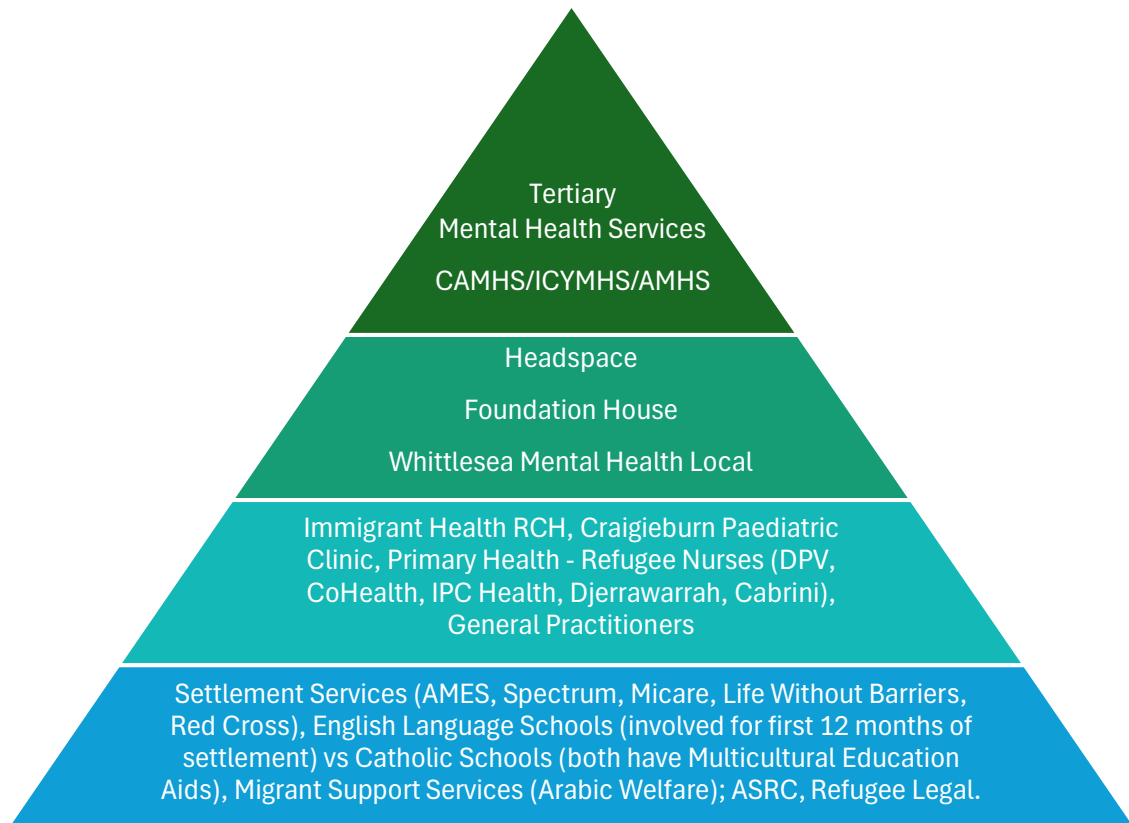 Tertiary
Mental Health Services
CAMHS/ICYMHS/AMHS
Headspace
Foundation House
Whittlesea Mental Health Local
Immigrant Health RCH, Craigieburn Paediatric
Clinic, Primary Health - Refugee Nurses (DPV,
CoHealth, IPC Health, Djerrawarrah, Cabrini),
General Practitioners
Settlement Services (AMES, Spectrum, Micare, Life Without Barriers,
Red Cross), English Language Schools (involved for first 12 months of
settlement) vs Catholic Schools (both have Multicultural Education
Aids), Migrant Support Services (Arabic Welfare); ASRC, Refugee Legal.